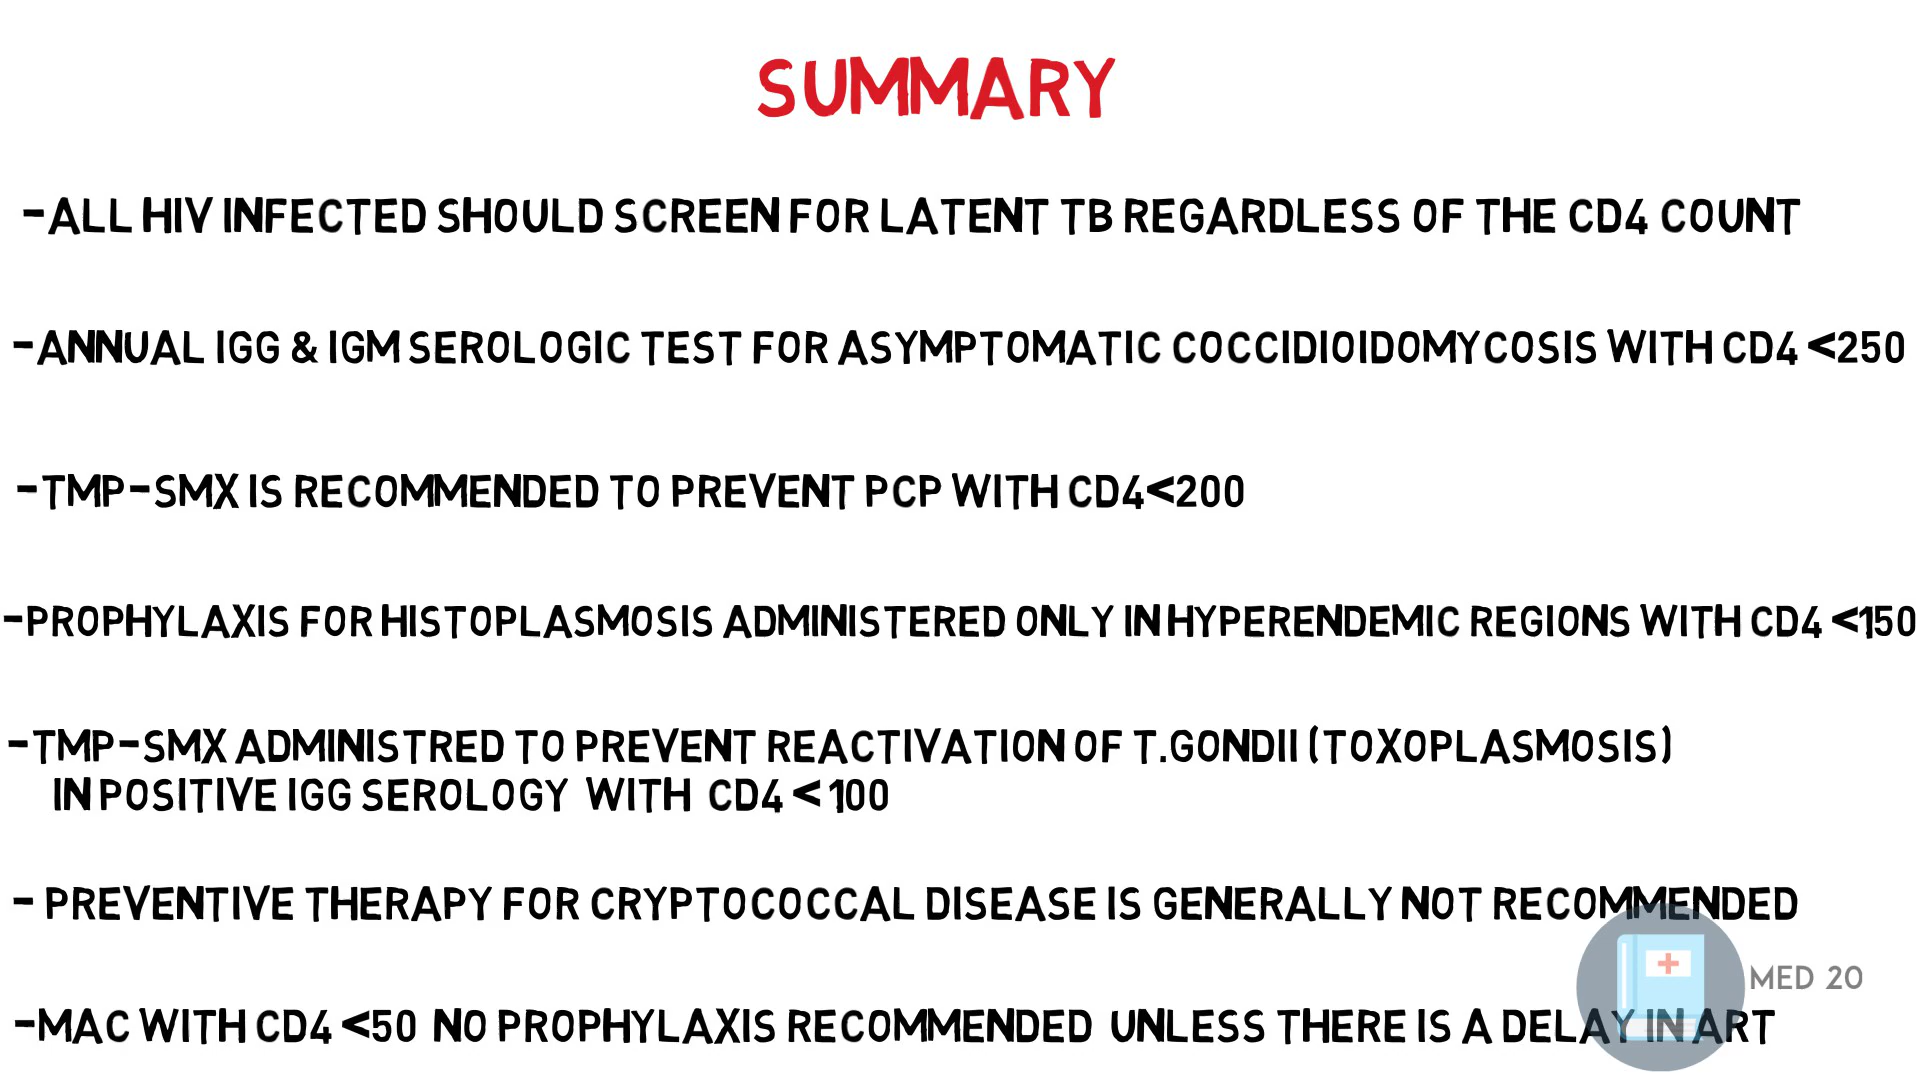 SUMMARY
-ALL HIV INFECTED SHOULD SCREEN FOR LATENT TB REGARDLESS OF THE CD4 COUNT
-ANNUAL IGG & IGM SEROLOGIC TEST FOR ASYMPTOMATIC COCCIDIOIDOMYCOSIS WITH CD4 <250
-TMP-SMX IS RECOMMENDED TO PREVENT PCP WITH CD4<200
-PROPHYLAXIS FOR HISTOPLASMOSIS ADMINISTERED ONLY IN HYPERENDEMIC REGIONS WITH CD4 <150
-TMP-SMX ADMINISTRED TO PREVENT REACTIVATION OF T.GONDII (TOXOPLASMOSIS)
IN POSITIVE IGG SEROLOGY WITH CD4 < 100
- PREVENTIVE THERAPY FOR CRYPTOCOCCAL DISEASE IS GENERALLY NOT RECOMMENDED
MED 20
-MAC WITH CD4 <50 NO PROPHYLAXIS RECOMMENDED UNLESS THERE IS A DELAY IN ART